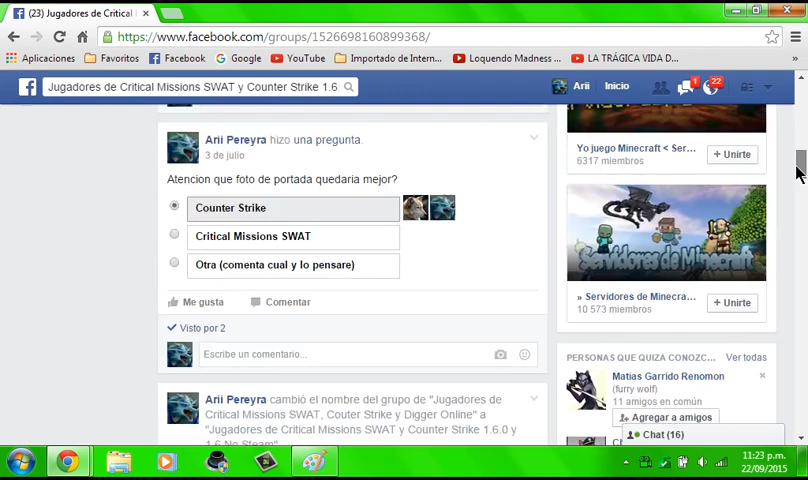 (23) Jugadores de Critical
https://www.facebook.com/groups/1526698160899368/
Aplicaciones
Favoritos
Facebook
Google
YouTube
Importado de Intern...
Loquendo Madness ...
LA TRÁGICA VIDA D...
Jugadores de Critical Missions SWAT y Counter Strike 1.6
Arii
Inicio
1
22
Arii Pereyra hizo una pregunta.
3 de julio
Atencion que foto de portada quedaria mejor?
Counter Strike
Critical Missions SWAT
Otra (comenta cual y lo pensare)
Me gusta
Comentar
Visto por 2
Escribe un comentario...
Arii Pereyra cambió el nombre del grupo de "Jugadores de
Critical Missions SWAT, Couter Strike y Digger Online" a
"Jugadores de Critical Missions SWAT y Counter Strike 1.6.0 y
1.6 No Steam"
Yo juego Minecraft < Ser...
6317 miembros
+ Unirte
Servidores de Minecraft
» Servidores de Minecra...
10 573 miembros
+ Unirte
PERSONAS QUE QUIZÁ CONOZC...
Ver todas
Matias Garrido Renomon
(furry wolf)
11 amigos en común
Agregar a amigos
Chat (16)
11:23 p.m.
22/09/2015